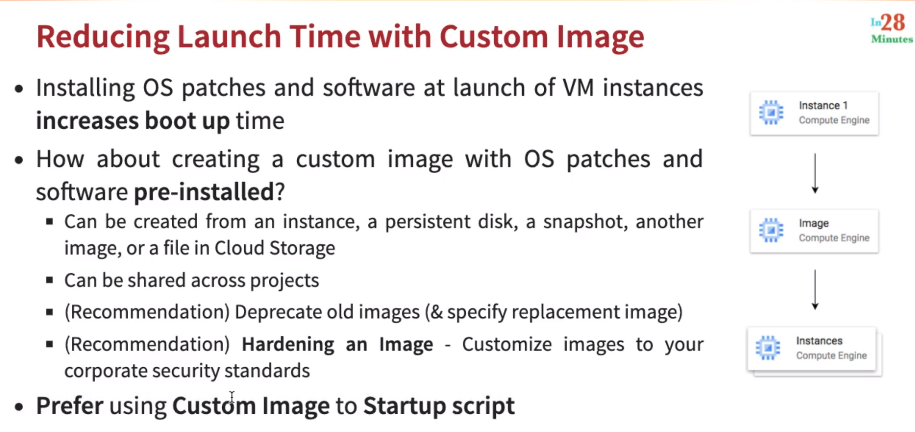 Reducing Launch Time with Custom Image
In28
Minutes
• Installing OS patches and software at launch of VM instances
increases boot up time
• How about creating a custom image with OS patches and
software pre-installed?
▪ Can be created from an instance, a persistent disk, a snapshot, another
image, or a file in Cloud Storage
▪ Can be shared across projects
▪ (Recommendation) Deprecate old images (& specify replacement image)
▪ (Recommendation) Hardening an Image - Customize images to your
corporate security standards
• Prefer using Custom Image to Startup script
Instance 1
Compute Engine
Image
Compute Engine
Instances
Compute Engine